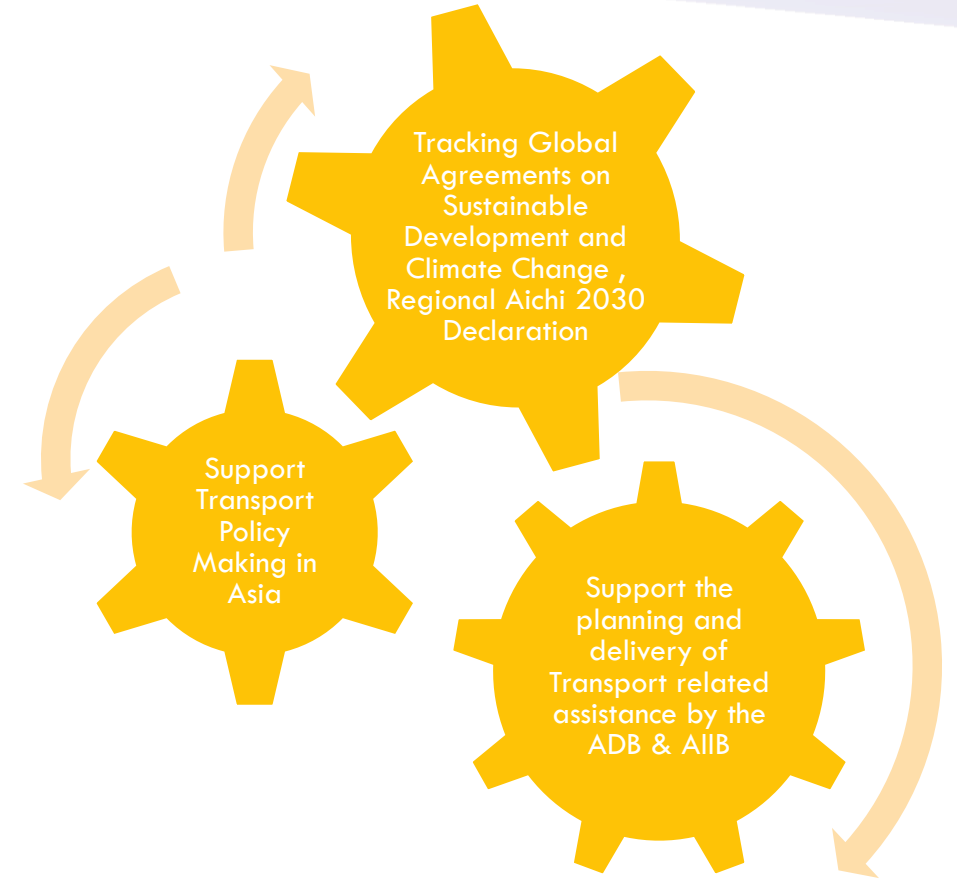 Tracking Global
Agreements on
Sustainable
Development and
Climate Change ,
Regional Aichi 2030
Declaration
Support
Transport
Policy
Making in
Asia
Support the
planning and
delivery of
Transport related
assistance by the
ADB & AIIB